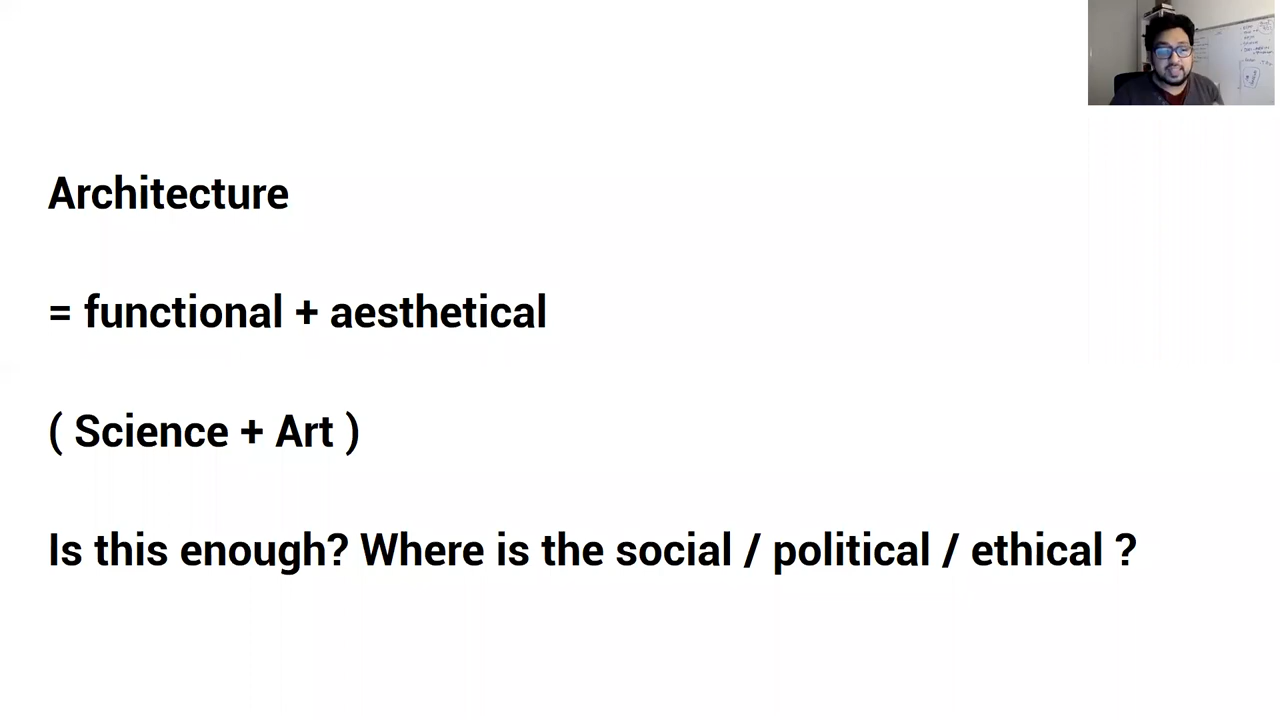 Architecture
= functional + aesthetical
( Science + Art )
Is this enough? Where is the social / political / ethical ?